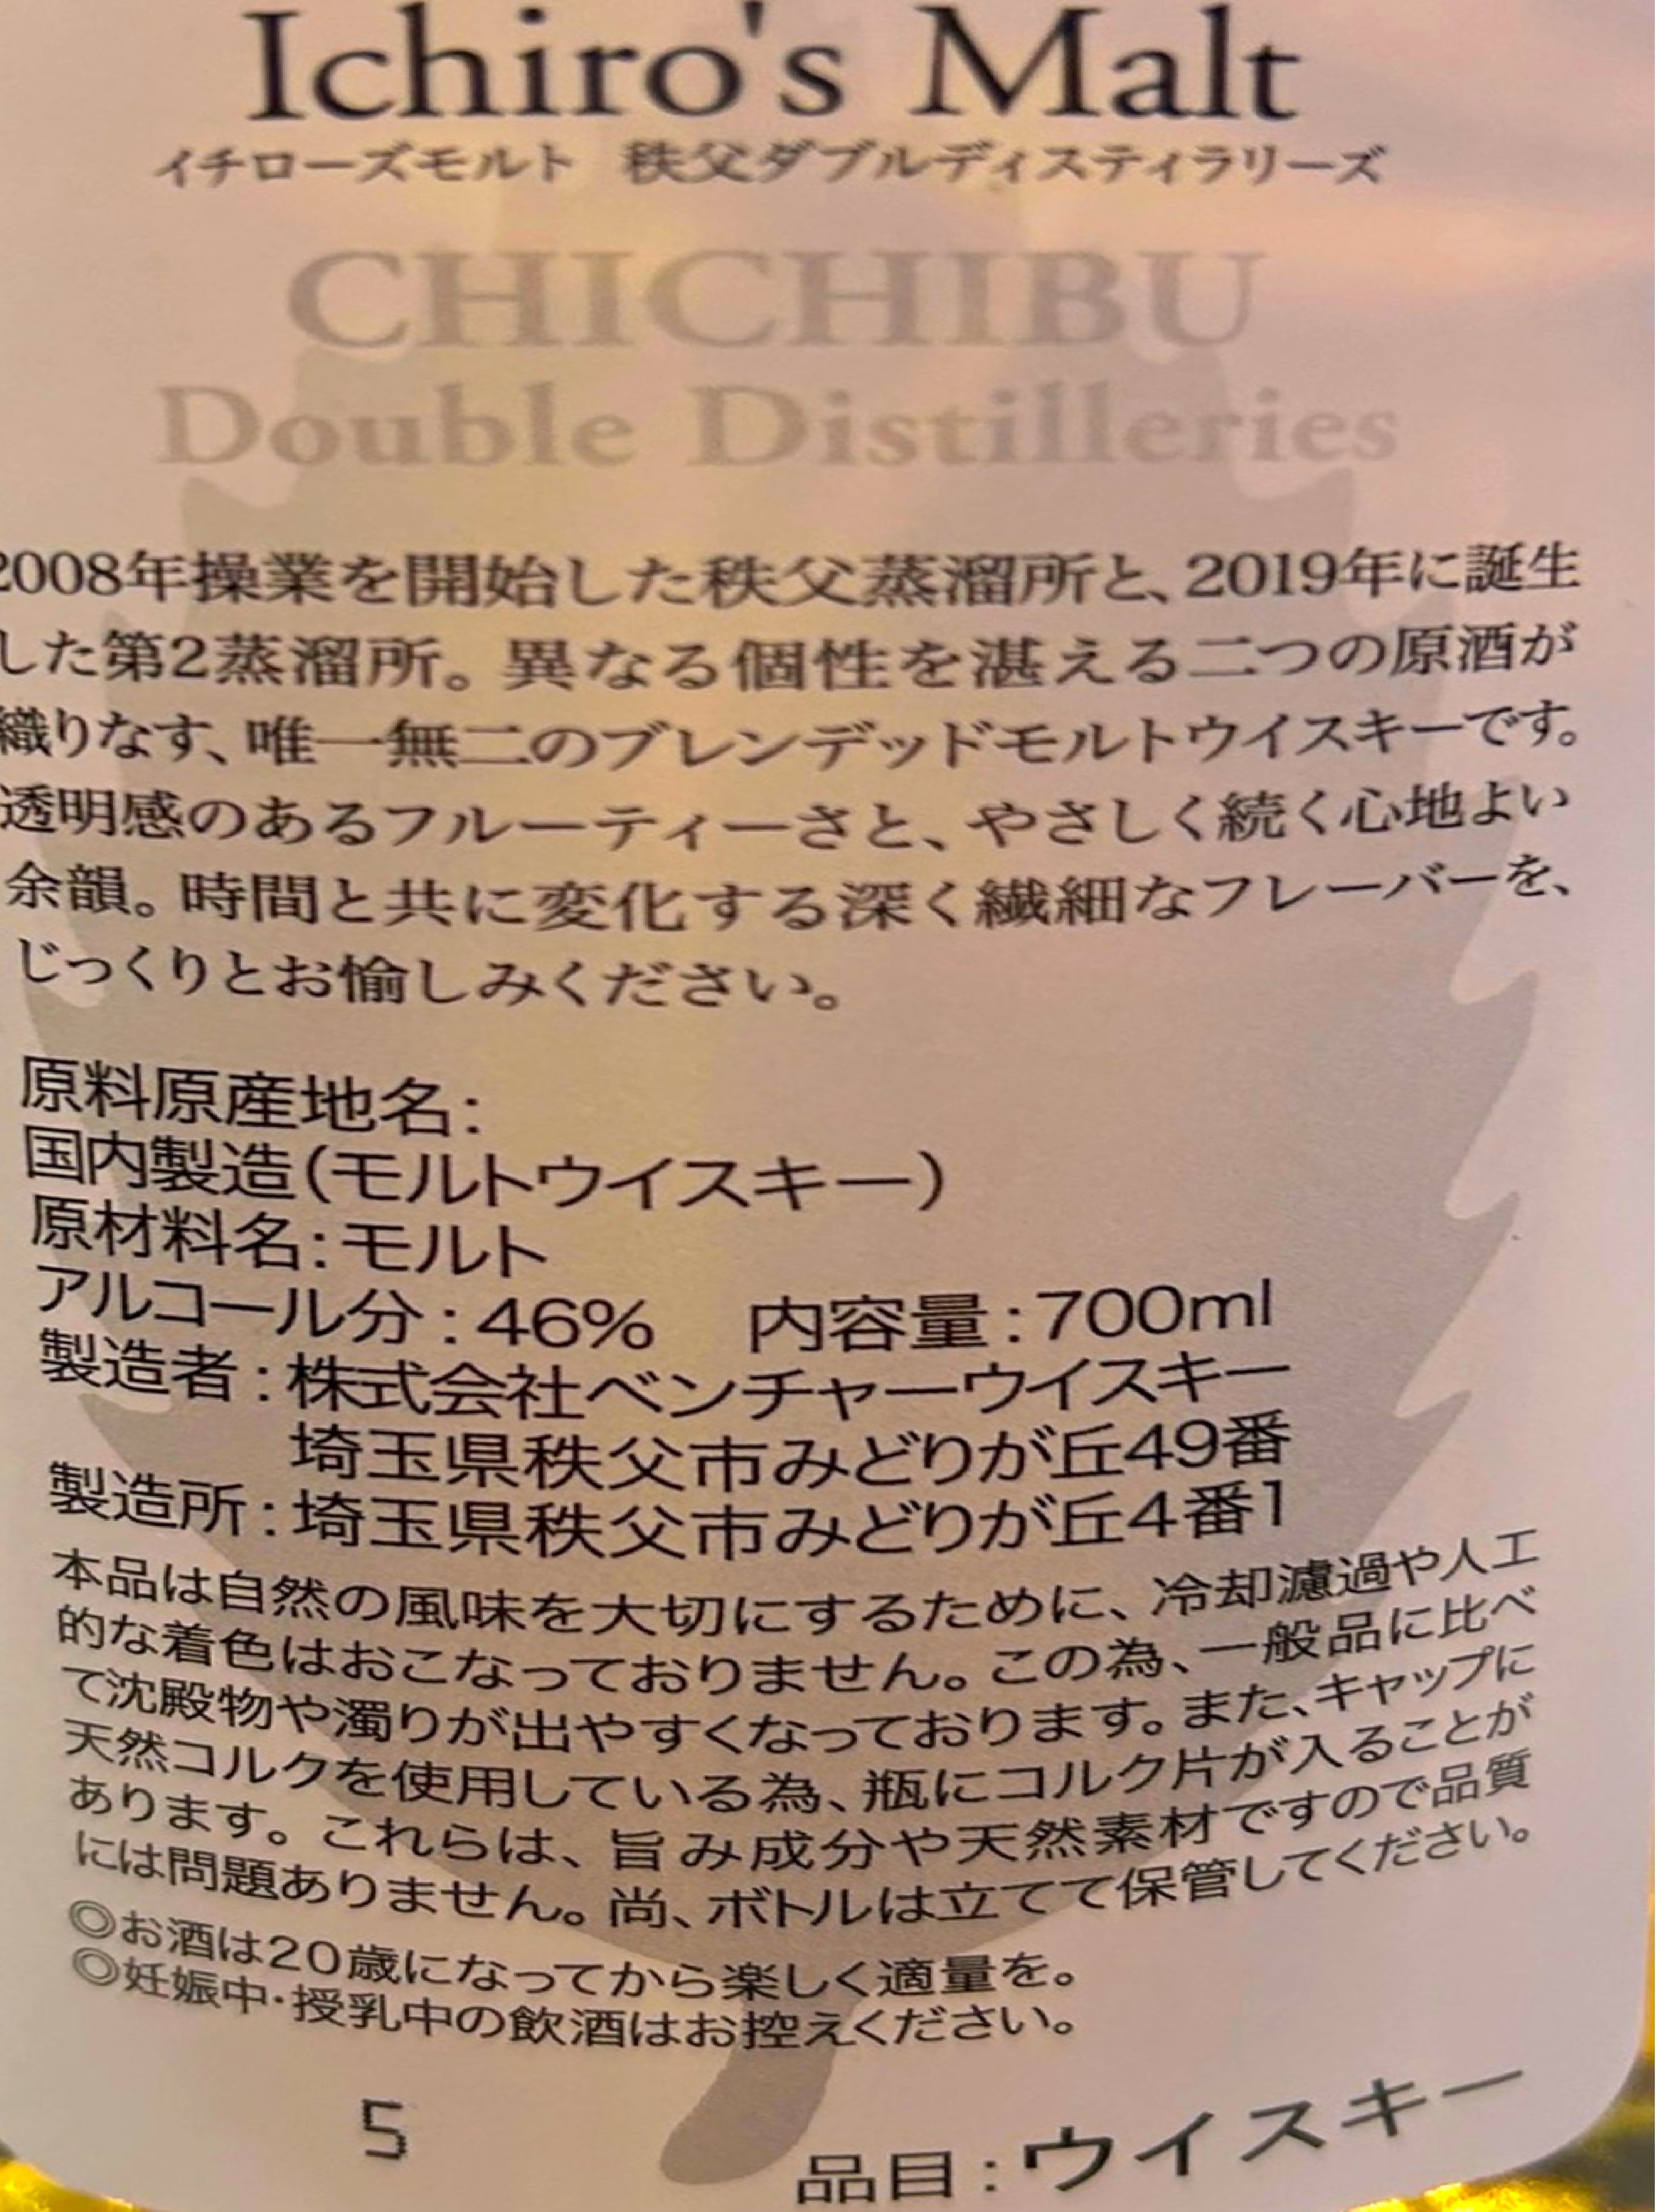 Ichiro's Malt
イチローズモルト 秩父ダブルディスティラリーズ
CHICHIBU
Double Distilleries
2008年操業を開始した秩父蒸溜所と、2019年に誕生
した第2蒸溜所。異なる個性を湛える二つの原酒が
織りなす、唯一無二のブレンデッドモルトウイスキーです。
透明感のあるフルーティーさと、やさしく続く心地よい
余韻。時間と共に変化する深く繊細なフレーバーを、
じっくりとお愉しみください。
原料原産地名：
国内製造（モルトウイスキー）
原材料名：モルト
アルコール分：46%　内容量：700ml
製造者：株式会社ベンチャーウイスキー
埼玉県秩父市みどりが丘49番
製造所：埼玉県秩父市みどりが丘4番1
本品は自然の風味を大切にするために、冷却濾過や人工
的な着色はおこなっておりません。この為、一般品に比べ
て沈殿物や濁りが出やすくなっております。また、キャップに
天然コルクを使用している為、瓶にコルク片が入ることが
あります。これらは、旨み成分や天然素材ですので品質
には問題ありません。尚、ボトルは立てて保管してください。
◎お酒は20歳になってから楽しく適量を。
◎妊娠中・授乳中の飲酒はお控えください。
5
品目：ウイスキー